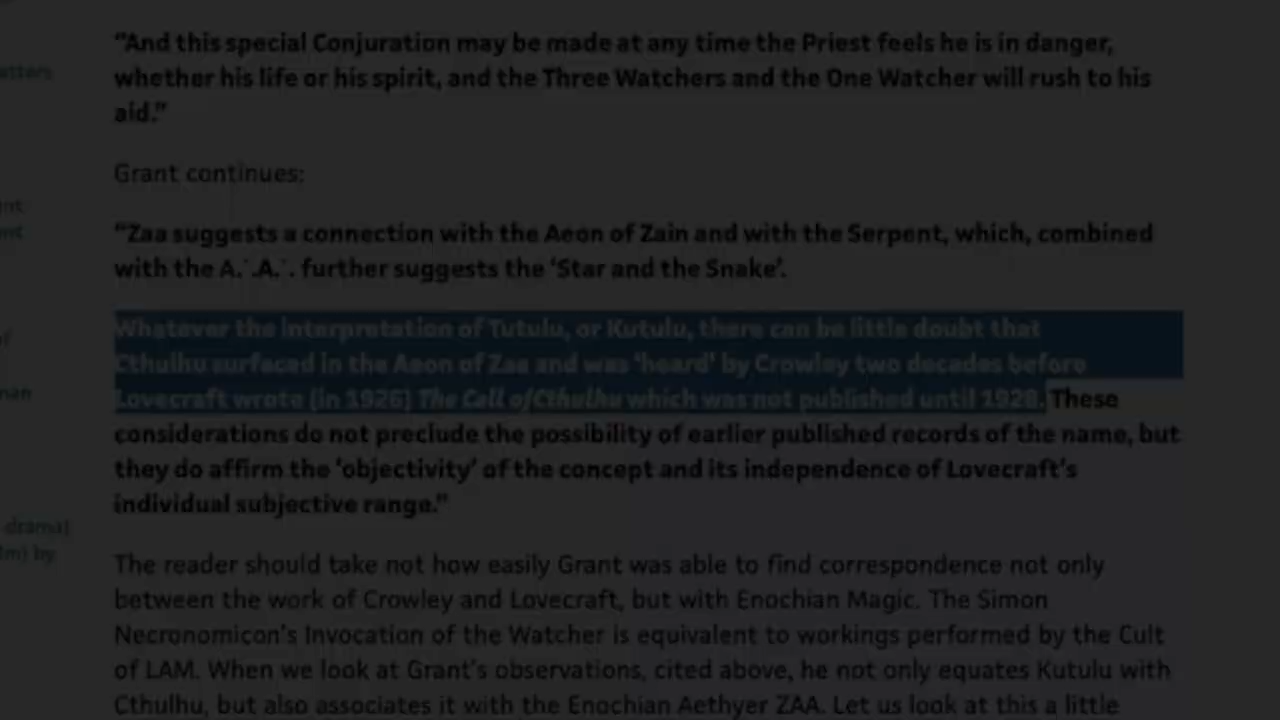 “And this special Conjuration may be made at any time the Priest feels he is in danger,
whether his life or his spirit, and the Three Watchers and the One Watcher will rush to his
aid.”
atters
Grant continues:
“Zaa suggests a connection with the Aeon of Zain and with the Serpent, which, combined
with the A.˙.A.˙. further suggests the ‘Star and the Snake’.
Whatever the interpretation of Tutulu, or Kutulu, there can be little doubt that
Cthulhu surfaced in the Aeon of Zaa and was ‘heard’ by Crowley two decades before
Lovecraft wrote (in 1926) The Call of Cthulhu which was not published until 1928. These
considerations do not preclude the possibility of earlier published records of the name, but
they do affirm the ‘objectivity’ of the concept and its independence of Lovecraft’s
individual subjective range.”
drama)
by
The reader should take not how easily Grant was able to find correspondence not only
between the work of Crowley and Lovecraft, but with Enochian Magic. The Simon
Necronomicon’s Invocation of the Watcher is equivalent to workings performed by the Cult
of LAM. When we look at Grant’s observations, cited above, he not only equates Kutulu with
Cthulhu, but also associates it with the Enochian Aethyer ZAA. Let us look at this a little